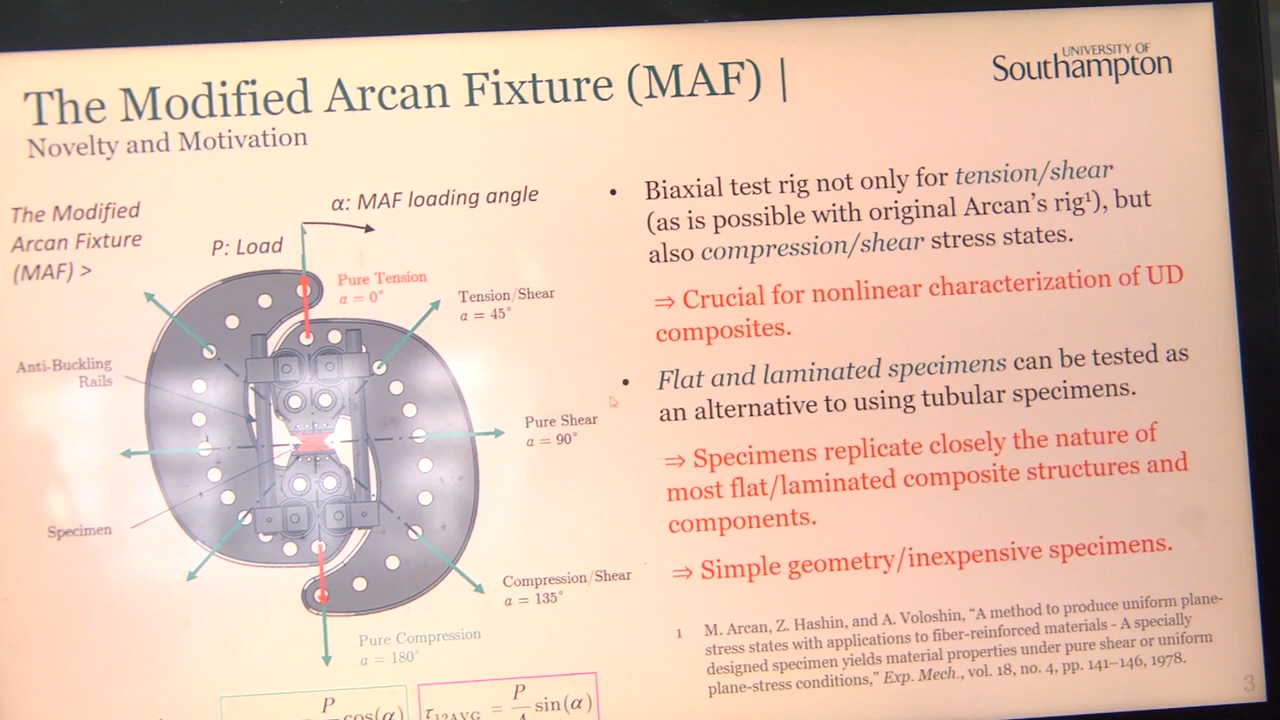 The Modified Arcan Fixture (MAF) |
Novelty and Motivation
UNIVERSITY OF
Southampton
The Modified
Arcan Fixture
(MAF) >
α: MAF loading angle
P: Load
Pure Tension
α = 0°
Tension/Shear
α = 45°
Anti-Buckling
Rails
Pure Shear
α = 90°
Specimen
Compression/Shear
α = 135°
Pure Compression
α = 180°
P
cos(α)
τ12AVG = P/A sin(α)
• Biaxial test rig not only for tension/shear
(as is possible with original Arcan's rig¹), but
also compression/shear stress states.
⇒ Crucial for nonlinear characterization of UD
composites.
• Flat and laminated specimens can be tested as
an alternative to using tubular specimens.
⇒ Specimens replicate closely the nature of
most flat/laminated composite structures and
components.
⇒ Simple geometry/inexpensive specimens.
1 M. Arcan, Z. Hashin, and A. Voloshin, "A method to produce uniform plane-
stress states with applications to fiber-reinforced materials - A specially
designed specimen yields material properties under pure shear or uniform
plane-stress conditions," Exp. Mech., vol. 18, no. 4, pp. 141–146, 1978.
3